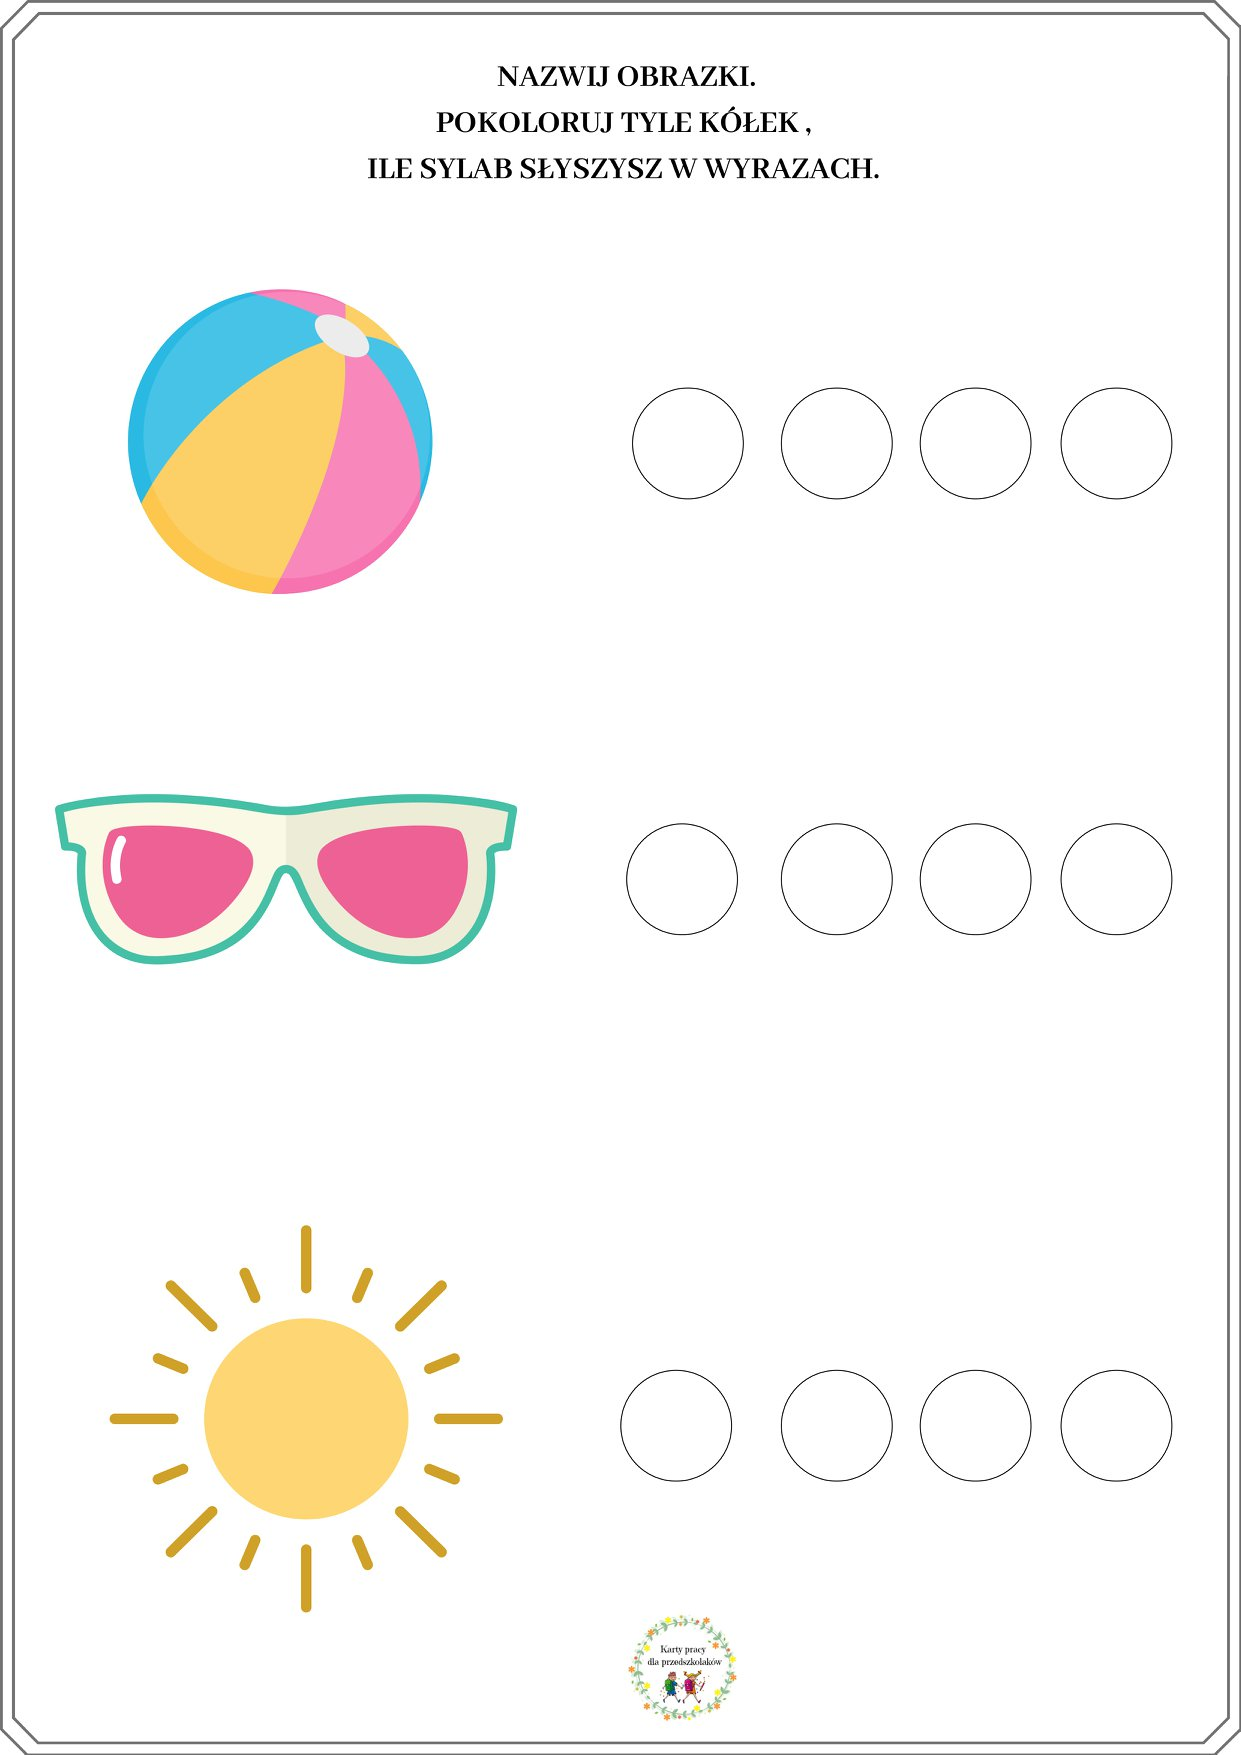 NAZWIJ OBRAZKI.
POKOLORUJ TYLE KÓŁEK ,
ILE SYLAB SŁYSZYSZ W WYRAZACH.
Karty pracy
dla przedszkolaków